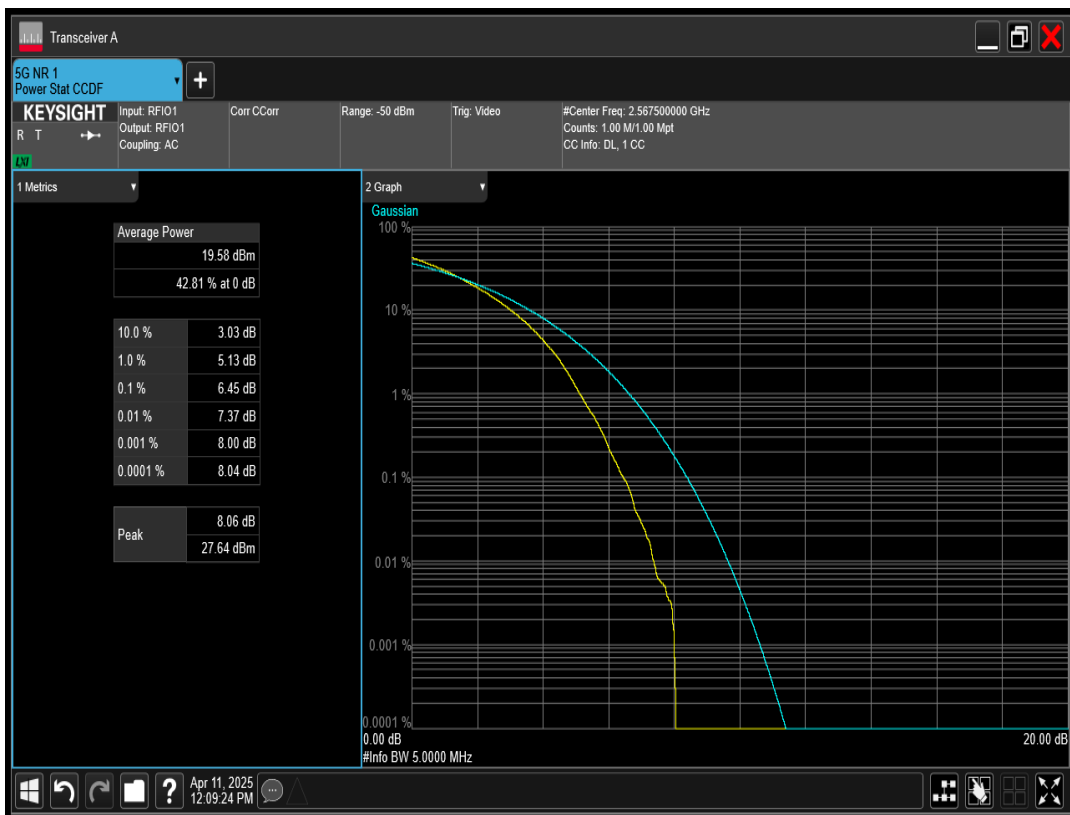 Transceiver A
5G NR 1
Power Stat CCDF
+
KEYSIGHT
R T
LXI
Input: RFIO1
Output: RFIO1
Coupling: AC
Corr CCorr
Range: -50 dBm
Trig: Video
#Center Freq: 2.567500000 GHz
Counts: 1.00 M/1.00 Mpt
CC Info: DL, 1 CC
1 Metrics
Average Power
19.58 dBm
42.81 % at 0 dB
10.0 % 3.03 dB
1.0 % 5.13 dB
0.1 % 6.45 dB
0.01 % 7.37 dB
0.001 % 8.00 dB
0.0001 % 8.04 dB
Peak
8.06 dB
27.64 dBm
2 Graph
Gaussian
100 %
10 %
1 %
0.1 %
0.01 %
0.001 %
0.0001 %
0.00 dB 20.00 dB
#Info BW 5.0000 MHz
?
Apr 11, 2025
12:09:24 PM